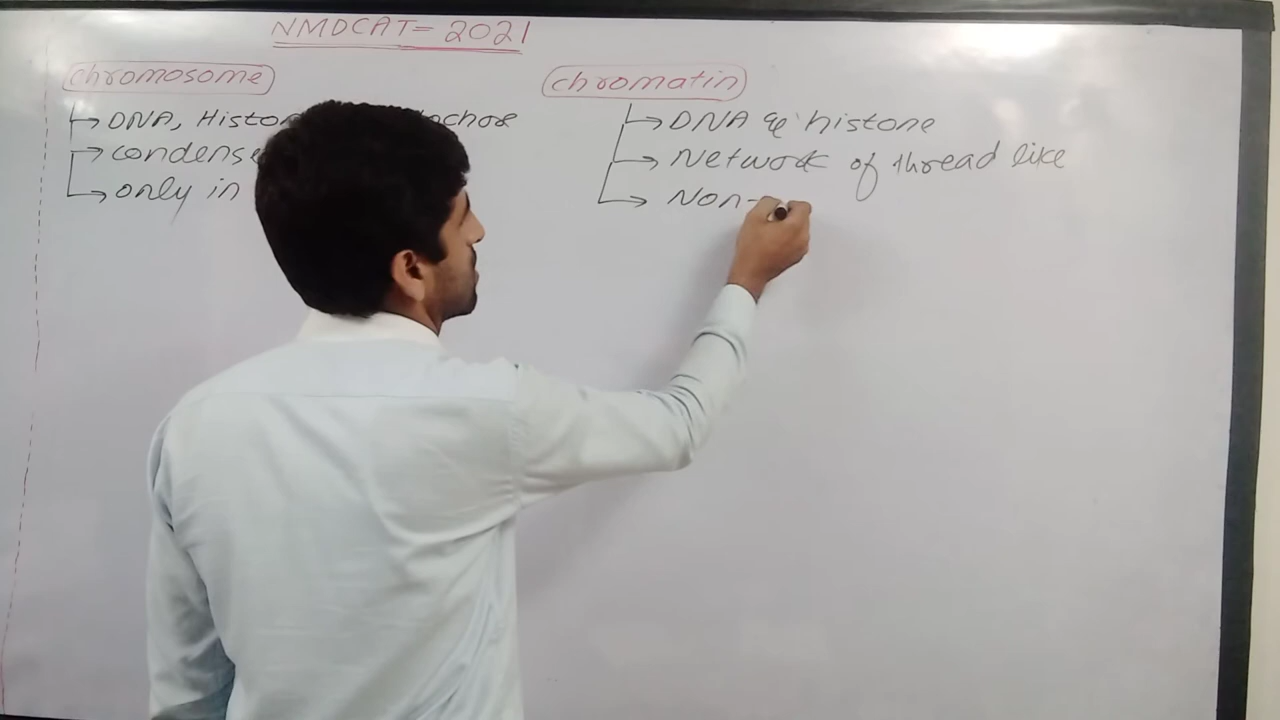 NMDCAT= 2021
chromosome
DNA, Histo
condense
only in
chromatin
DNA & histone
Network of thread like
Non-